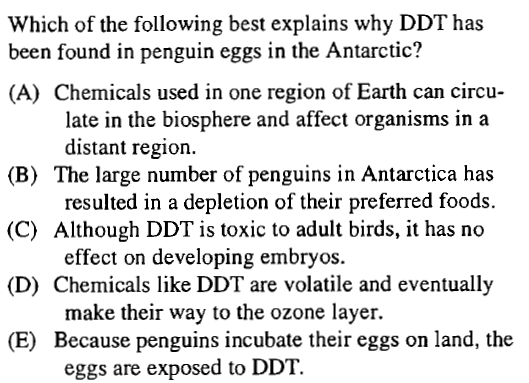 Which of the following best explains why DDT has
been found in penguin eggs in the Antarctic?
(A) Chemicals used in one region of Earth can circu-
late in the biosphere and affect organisms in a
distant region.
(B) The large number of penguins in Antarctica has
resulted in a depletion of their preferred foods.
(C) Although DDT is toxic to adult birds, it has no
effect on developing embryos.
(D) Chemicals like DDT are volatile and eventually
make their way to the ozone layer.
(E) Because penguins incubate their eggs on land, the
eggs are exposed to DDT.